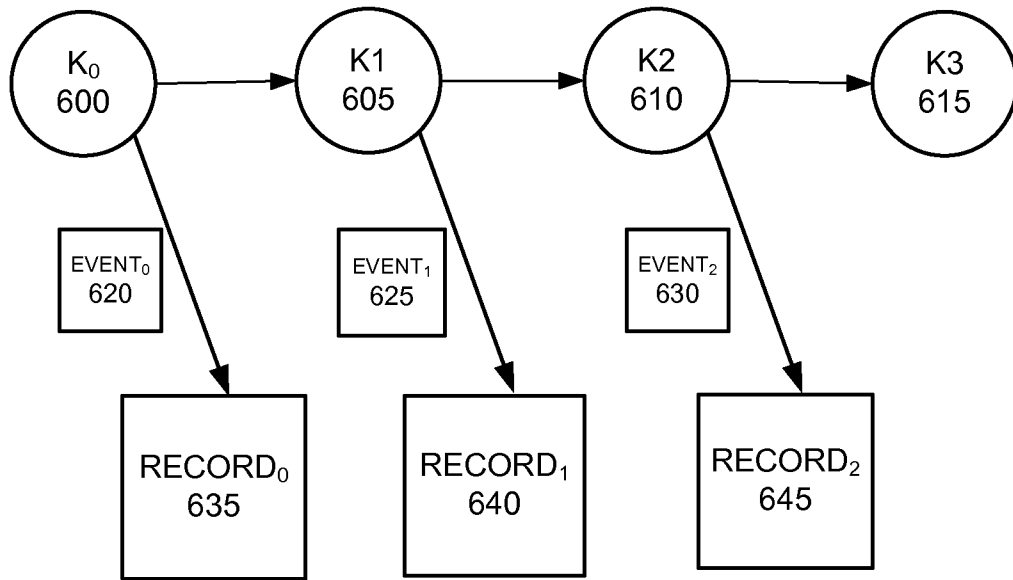 K₀
600
K1
605
K2
610
K3
615
EVENT₀
620
EVENT₁
625
EVENT₂
630
RECORD₀
635
RECORD₁
640
RECORD₂
645